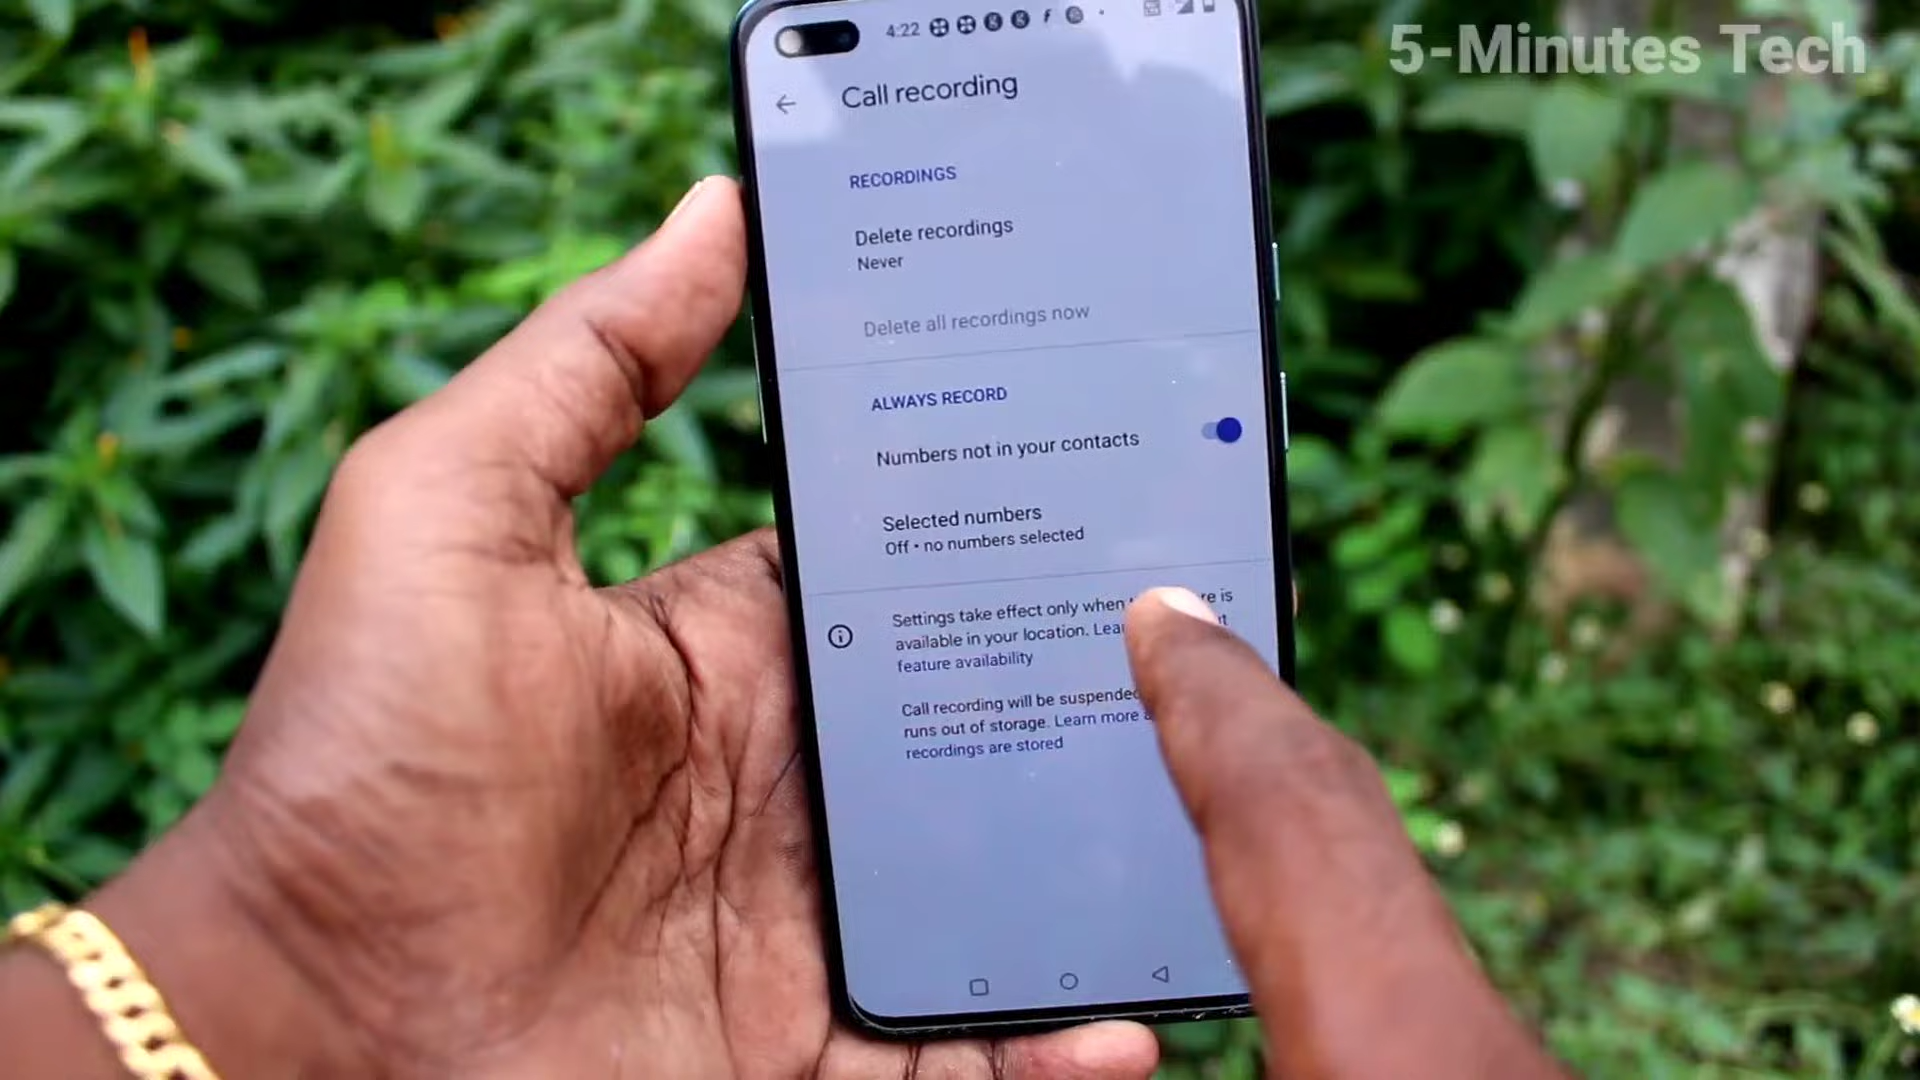 5-Minutes Tech
4:22
Call recording
RECORDINGS
Delete recordings
Never
Delete all recordings now
ALWAYS RECORD
Numbers not in your contacts
Selected numbers
Off • no numbers selected
Settings take effect only when re is
available in your location.
feature availability
Call recording will be suspended
runs out of storage. Learn more
recordings are stored